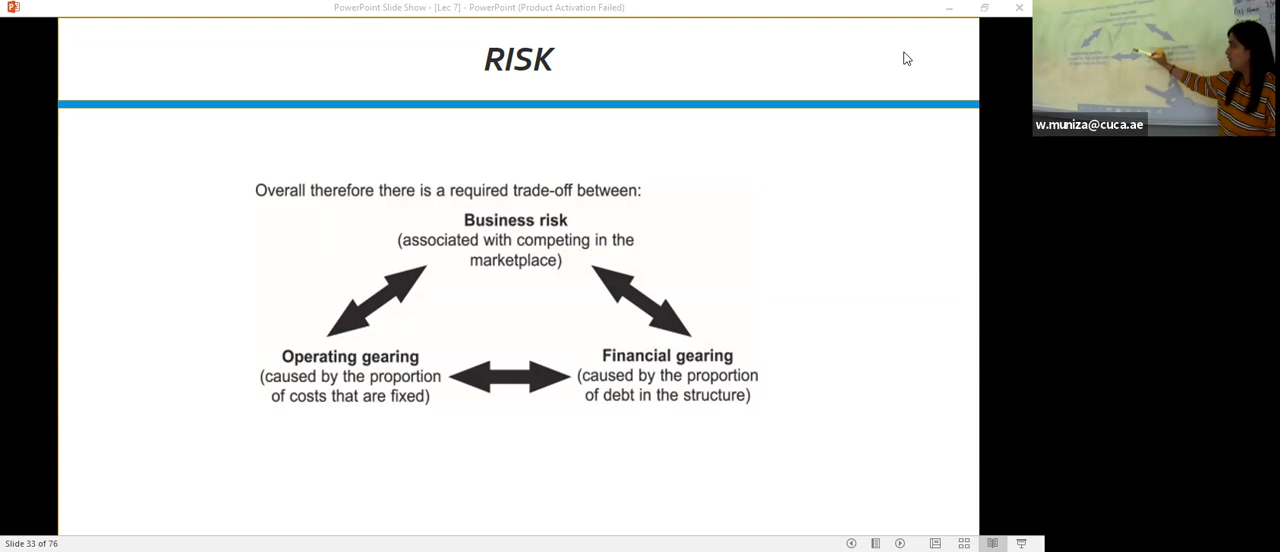 PowerPoint Slide Show - [Lec 7] - PowerPoint (Product Activation Failed)
RISK
w.muniza@cuca.ae
Overall therefore there is a required trade-off between:
Business risk
(associated with competing in the
marketplace)
Operating gearing
(caused by the proportion
of costs that are fixed)
Financial gearing
(caused by the proportion
of debt in the structure)
Slide 33 of 76